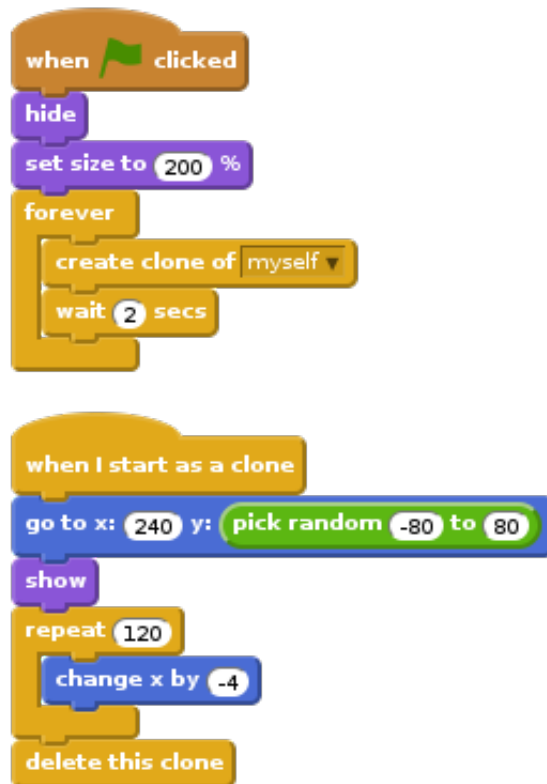 when clicked
hide
set size to 200 %
forever
create clone of myself
wait 2 secs
when I start as a clone
go to x: 240 y: pick random -80 to 80
show
repeat 120
change x by -4
delete this clone